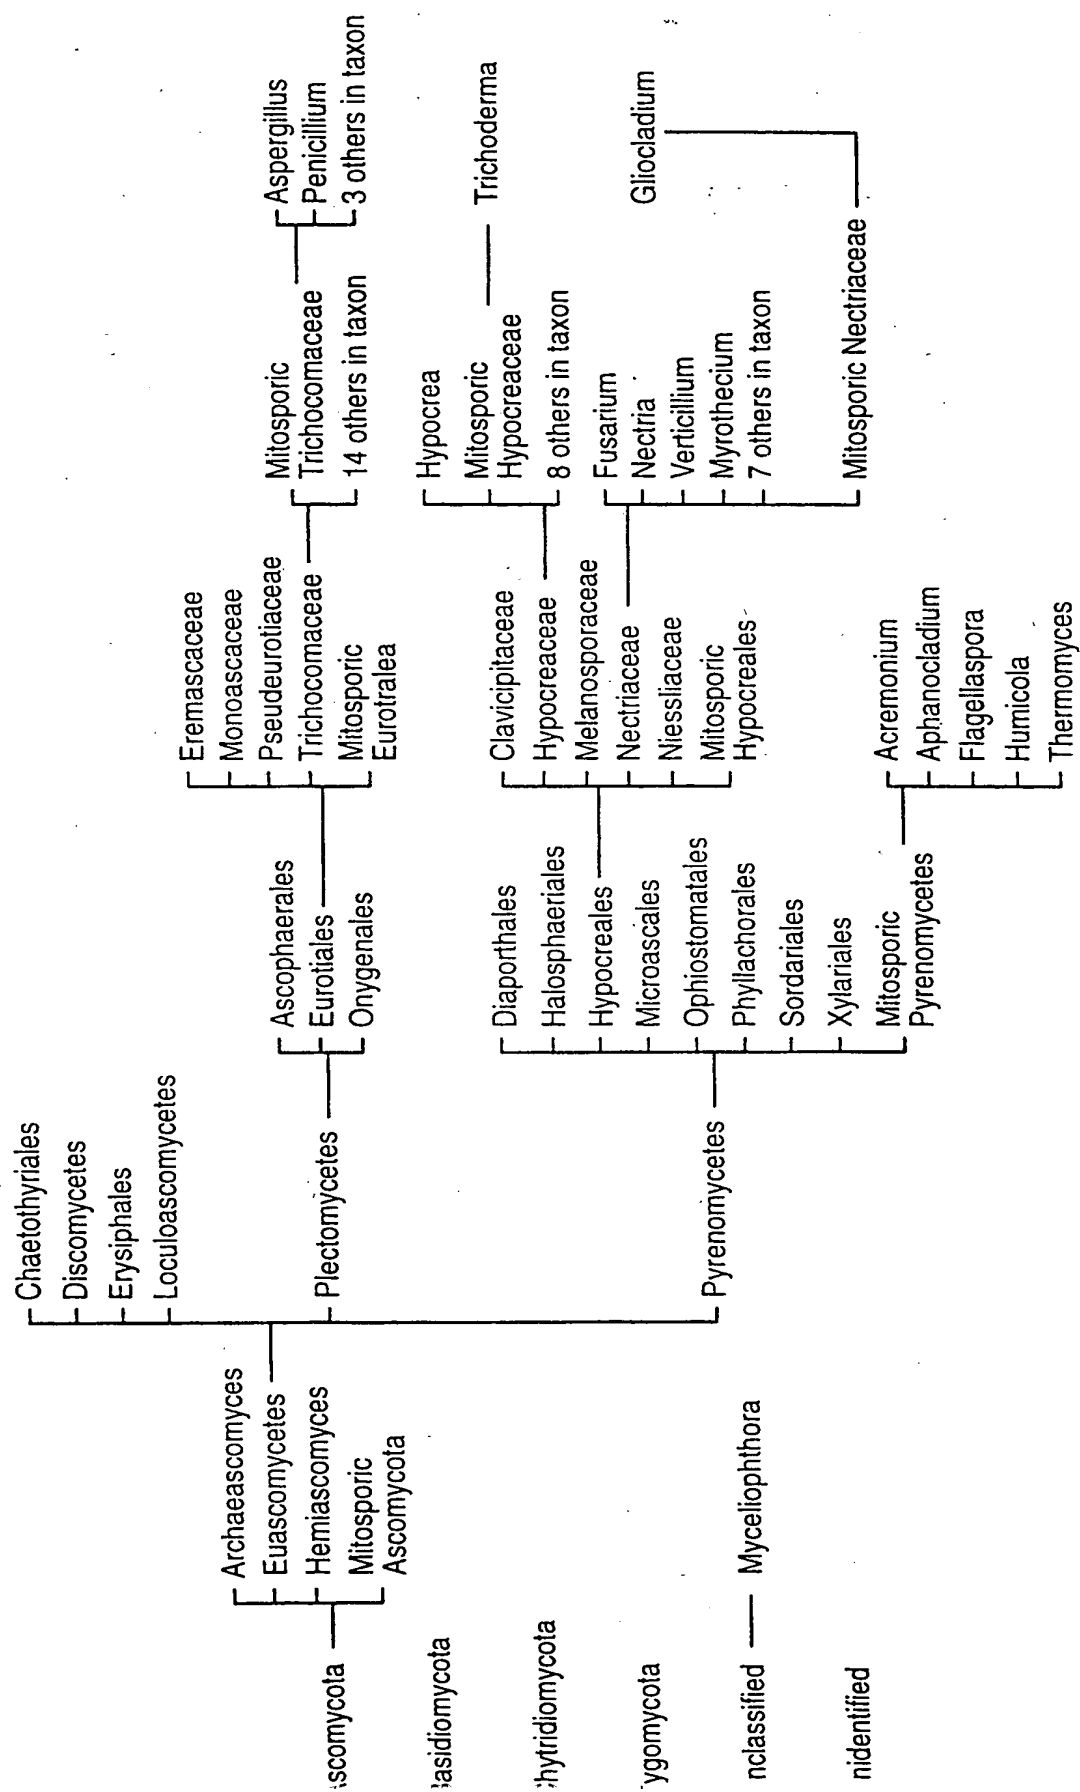 scomycota
asidiomycota
hytridiomycota
ygomycota
nclassified
nidentified
Archaeascomyces
Euascomycetes
Hemiascomyces
Mitosporic
Ascomycota
Myceliophthora
Chaetothyriales
Discomycetes
Erysiphales
Loculoascomycetes
Plectomycetes
Pyrenomycetes
Ascophaerales
Eurotiales
Onygenales
Diaporthales
Halosphaeriales
Hypocreales
Microascales
Ophiostomatales
Phyllachorales
Sordariales
Xylariales
Mitosporic
Pyrenomycetes
Eremascaceae
Monoascaceae
Pseudeurotiaceae
Trichocomaceae
Mitosporic
Eurotralea
Clavicipitaceae
Hypocreaceae
Melanosporaceae
Nectriaceae
Niessliaceae
Mitosporic
Hypocreales
Acremonium
Aphanocladium
Flagellaspora
Humicola
Thermomyces
Mitosporic
Trichocomaceae
14 others in taxon
Hypocrea
Mitosporic
Hypocreaceae
8 others in taxon
Fusarium
Nectria
Verticillium
Myrothecium
7 others in taxon
Mitosporic Nectriaceae
Aspergillus
Penicillium
3 others in taxon
Trichoderma
Gliocladium